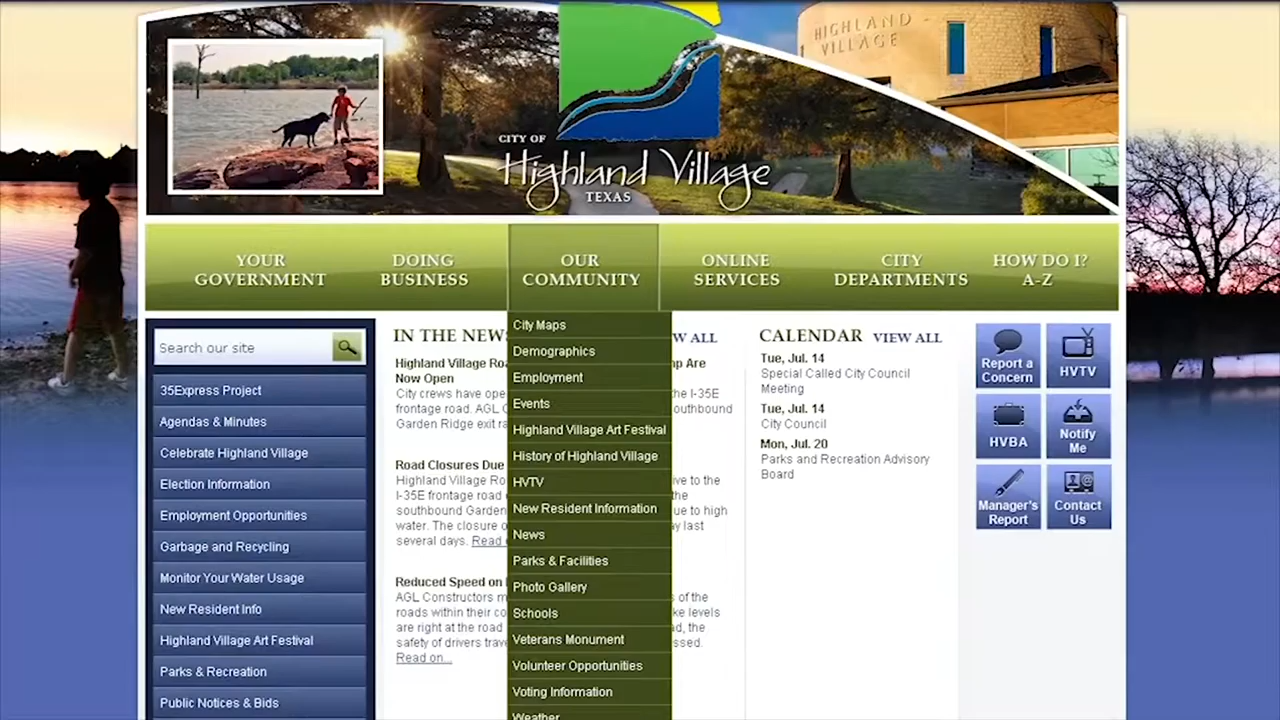 HIGHLAND
VILLAGE
CITY OF
Highland Village
TEXAS
YOUR
GOVERNMENT
DOING
BUSINESS
OUR
COMMUNITY
ONLINE
SERVICES
CITY
DEPARTMENTS
HOW DO I?
A-Z
Search our site
35Express Project
Agendas & Minutes
Celebrate Highland Village
Election Information
Employment Opportunities
Garbage and Recycling
Monitor Your Water Usage
New Resident Info
Highland Village Art Festival
Parks & Recreation
Public Notices & Bids
IN THE NEWS
Highland Village Roa
mp Are
Now Open
City crews have ope
the I-35E
frontage road. AGL C
outhbound
Garden Ridge exit ra
Road Closures Due
Highland Village Ro
ive to the
I-35E frontage road
the
southbound Garden
ue to high
water. The closure o
ay last
several days. Read
Reduced Speed on
AGL Constructors m
s of the
roads within their co
ke levels
are right at the road
ad, the
safety of drivers trave
ssed.
Read on...
City Maps
Demographics
Employment
Events
Highland Village Art Festival
History of Highland Village
HVTV
New Resident Information
News
Parks & Facilities
Photo Gallery
Schools
Veterans Monument
Volunteer Opportunities
Voting Information
Weather
W ALL
CALENDAR VIEW ALL
Tue, Jul. 14
Special Called City Council
Meeting
Tue, Jul. 14
City Council
Mon, Jul. 20
Parks and Recreation Advisory
Board
Report a
Concern
HVTV
HVBA
Notify
Me
Manager's
Report
Contact
Us